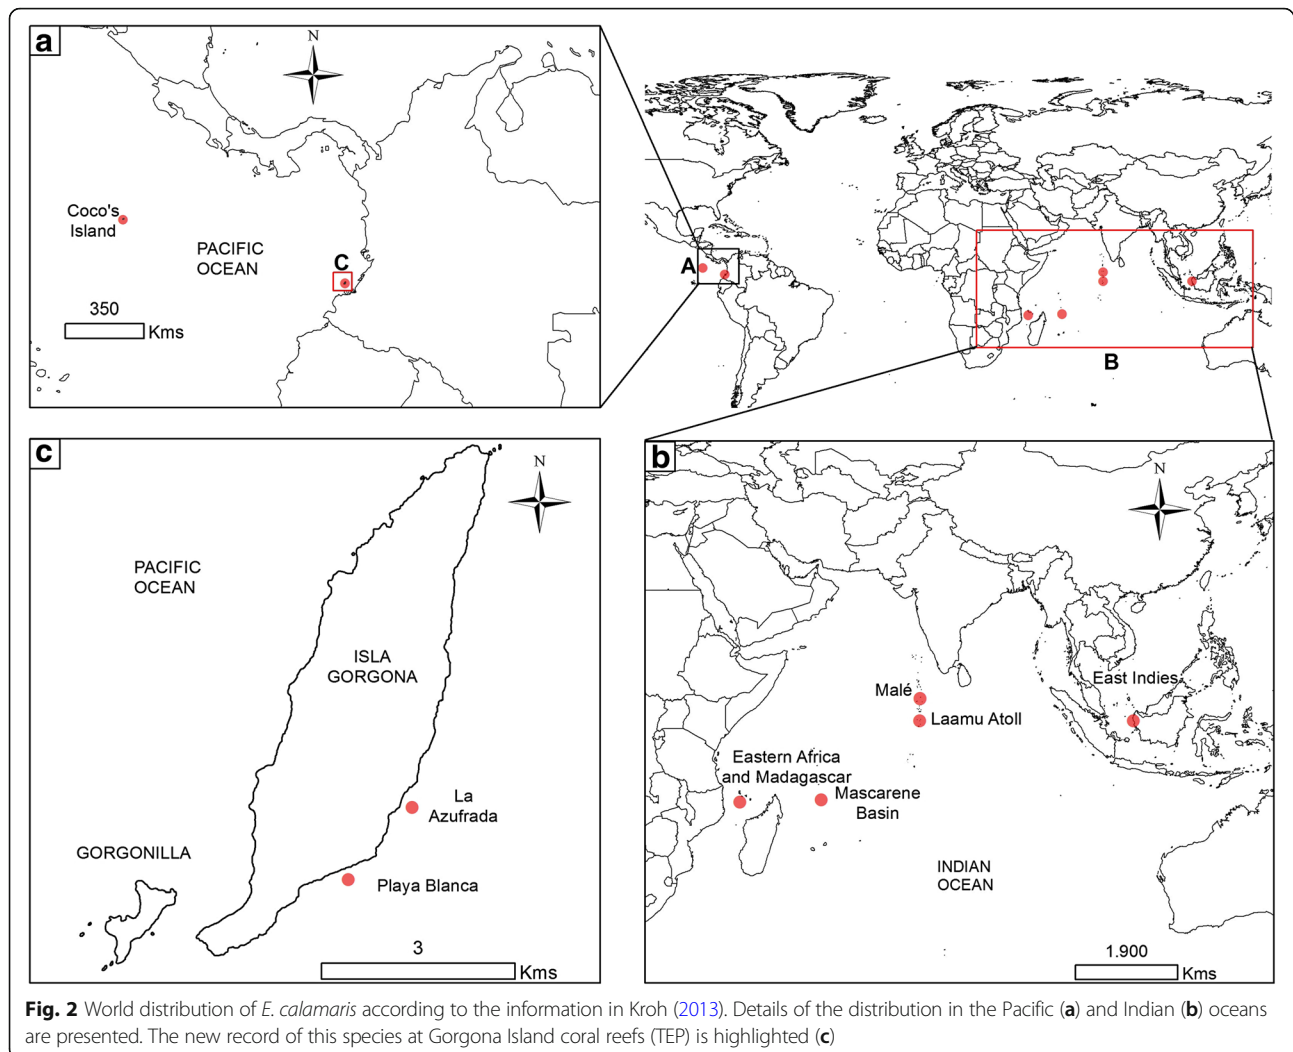 a
N
Coco's
Island
PACIFIC
OCEAN
C
350
Kms
A
B
c
N
PACIFIC
OCEAN
ISLA
GORGONA
La
Azufrada
GORGONILLA
Playa Blanca
3
Kms
b
N
East Indies
Malé
Laamu Atoll
Eastern Africa
and Madagascar
Mascarene
Basin
INDIAN
OCEAN
1.900
Kms
Fig. 2 World distribution of E. calamaris according to the information in Kroh (2013). Details of the distribution in the Pacific (a) and Indian (b) oceans
are presented. The new record of this species at Gorgona Island coral reefs (TEP) is highlighted (c)